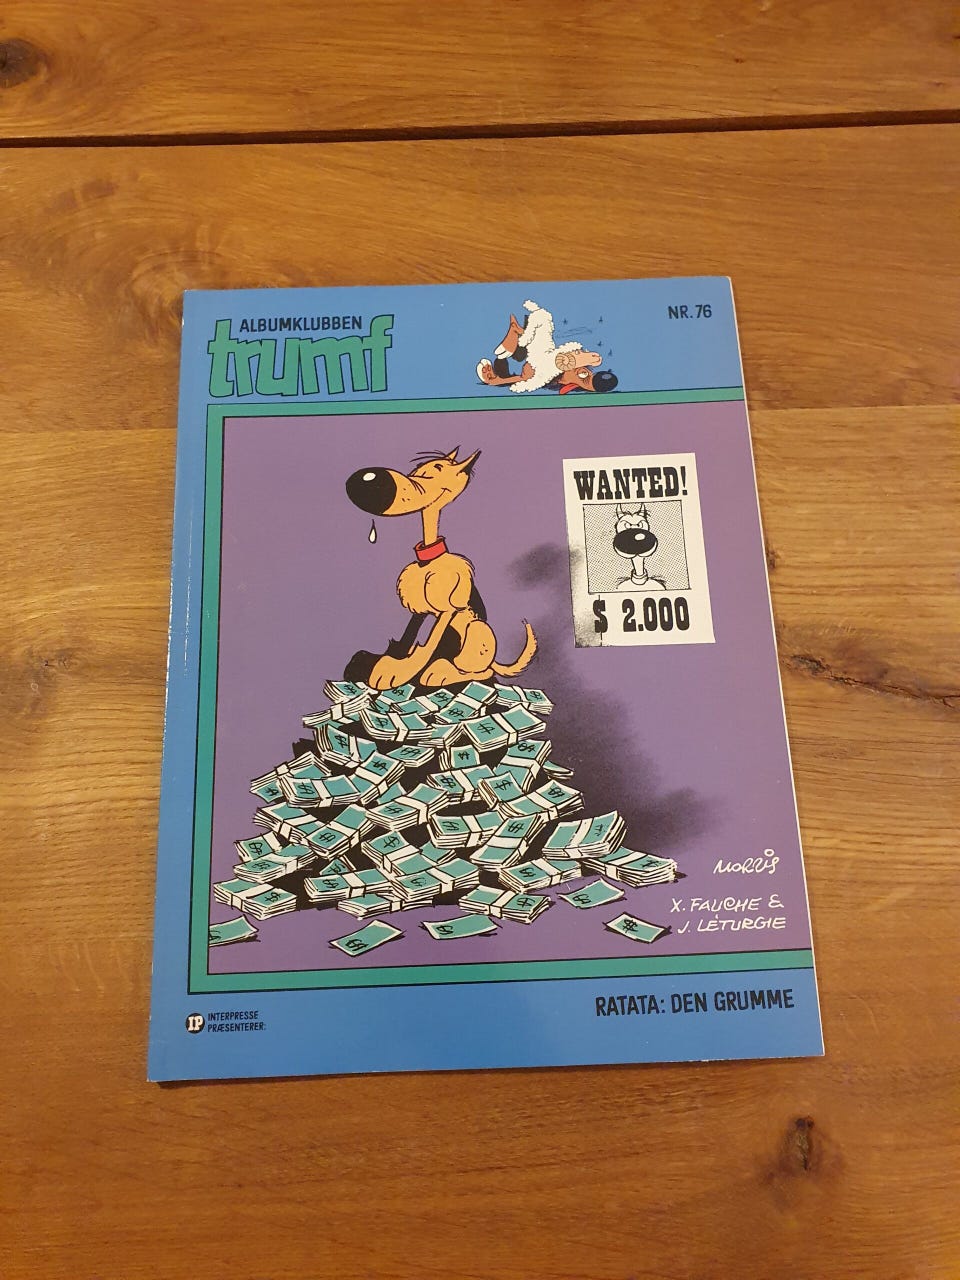 ALBUMKLUBBEN
trumf
NR. 76
WANTED!
$ 2.000
MORRIS
X. FAUCHE &
J. LÉTURGIE
IP INTERPRESSE
PRÆSENTERER:
RATATA: DEN GRUMME